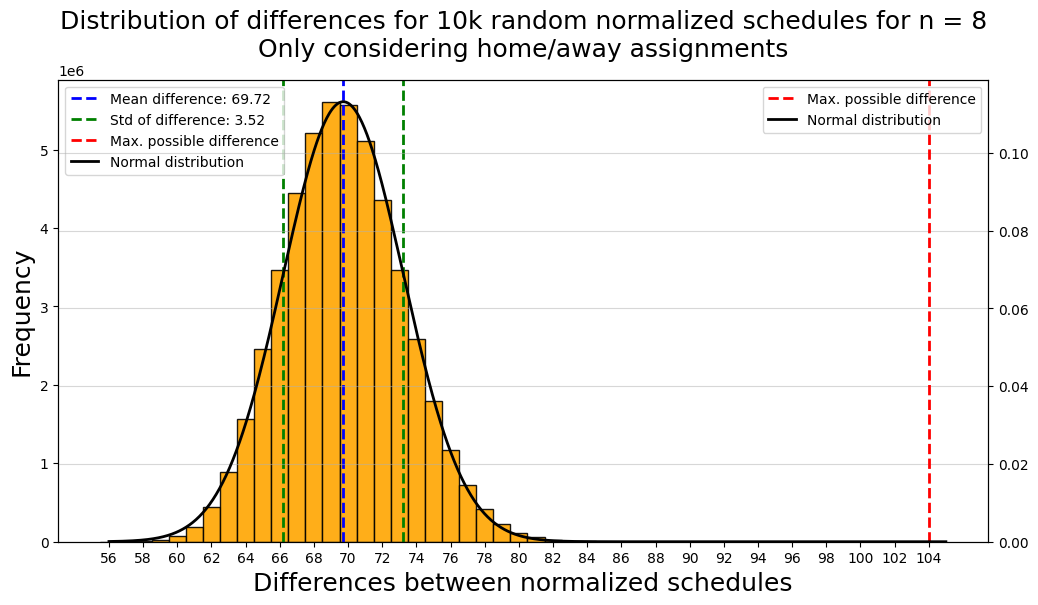 Distribution of differences for 10k random normalized schedules for n = 8
Only considering home/away assignments
1e6
Mean difference: 69.72
Std of difference: 3.52
Max. possible difference
Normal distribution
Max. possible difference
Normal distribution
Frequency
5
4
3
2
1
0
0.10
0.08
0.06
0.04
0.02
0.00
56 58 60 62 64 66 68 70 72 74 76 78 80 82 84 86 88 90 92 94 96 98 100 102 104
Differences between normalized schedules